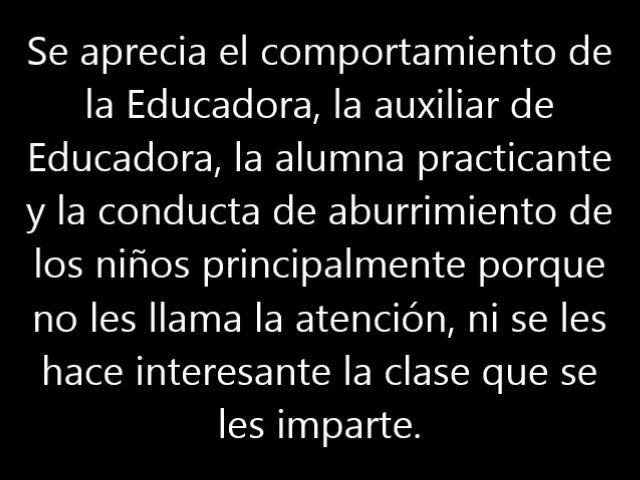 Se aprecia el comportamiento de
la Educadora, la auxiliar de
Educadora, la alumna practicante
y la conducta de aburrimiento de
los niños principalmente porque
no les llama la atención, ni se les
hace interesante la clase que se
les imparte.